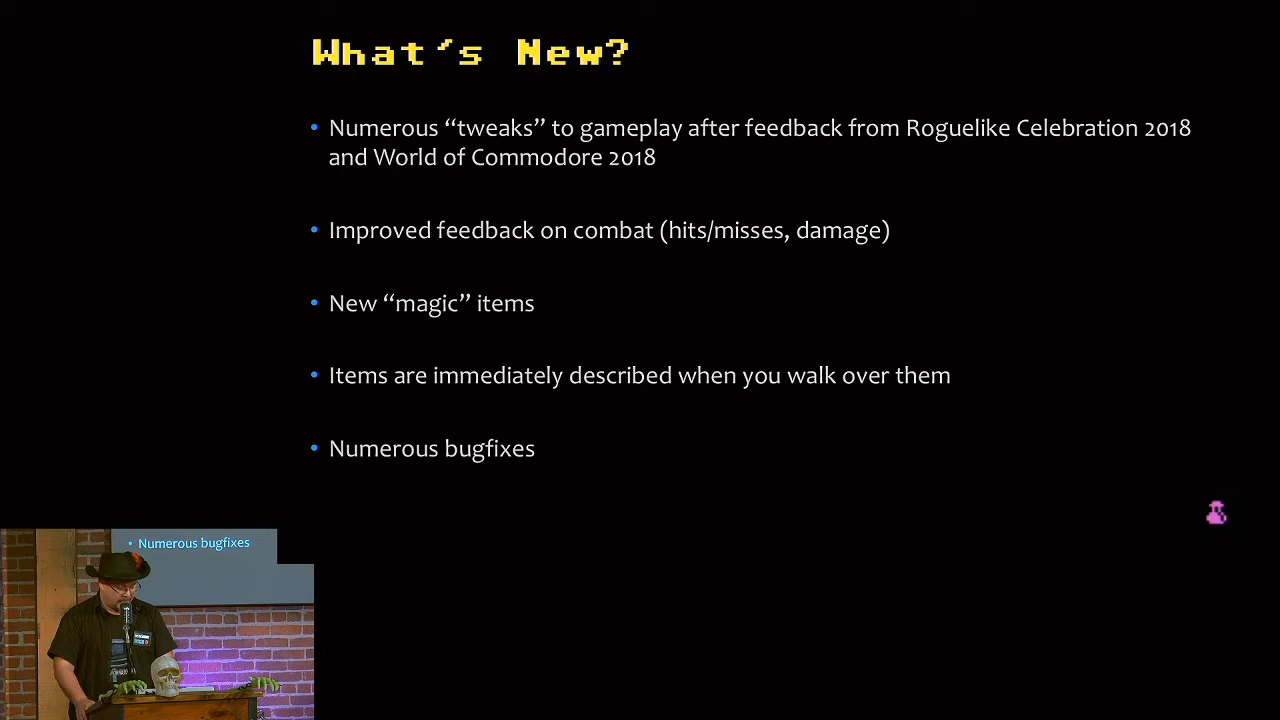 What's New?
• Numerous “tweaks” to gameplay after feedback from Roguelike Celebration 2018
and World of Commodore 2018
• Improved feedback on combat (hits/misses, damage)
• New “magic” items
• Items are immediately described when you walk over them
• Numerous bugfixes
• Numerous bugfixes